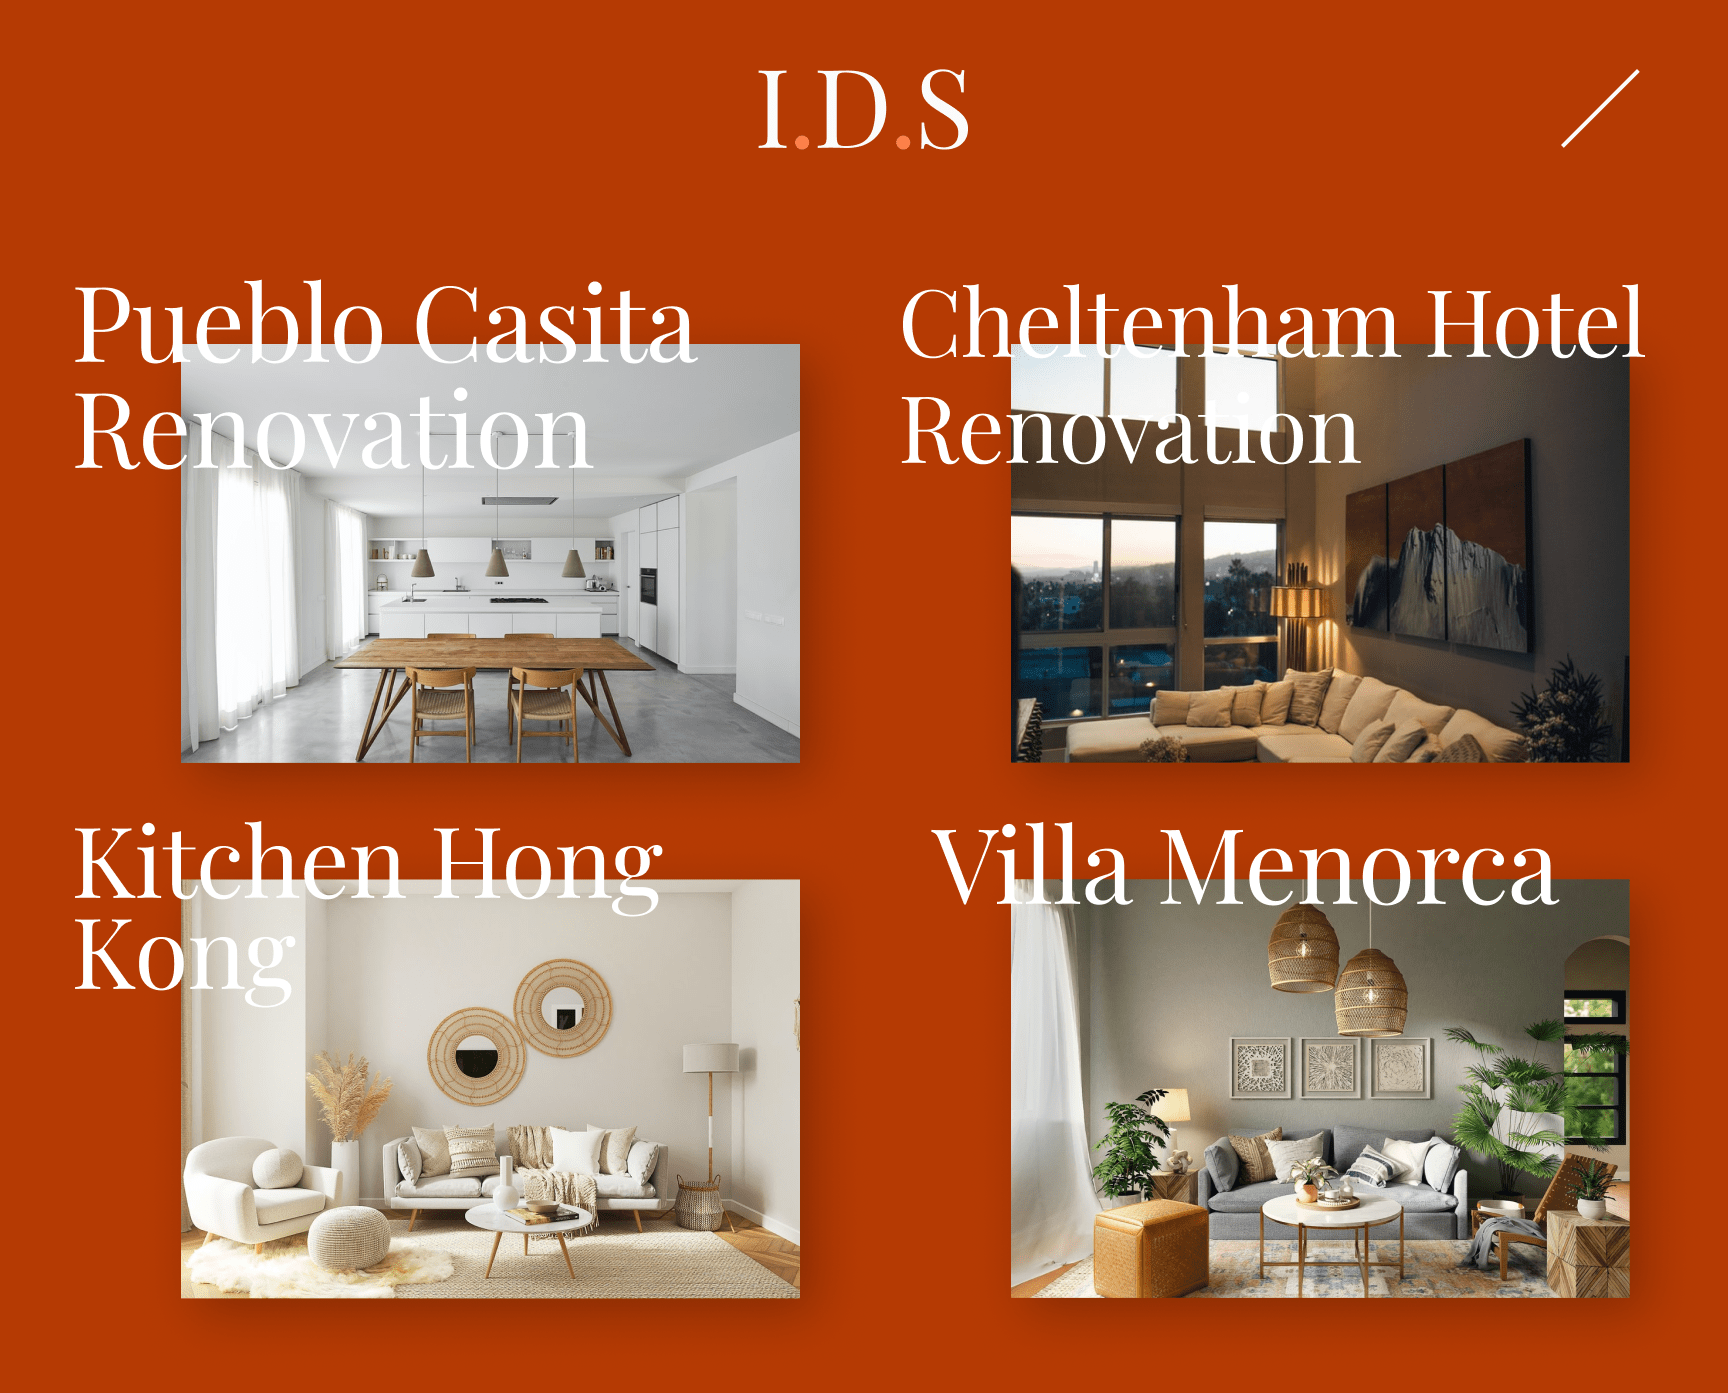 I.D.S
Pueblo Casita
Renovation
Cheltenham Hotel
Renovation
Kitchen Hong
Kong
Villa Menorca